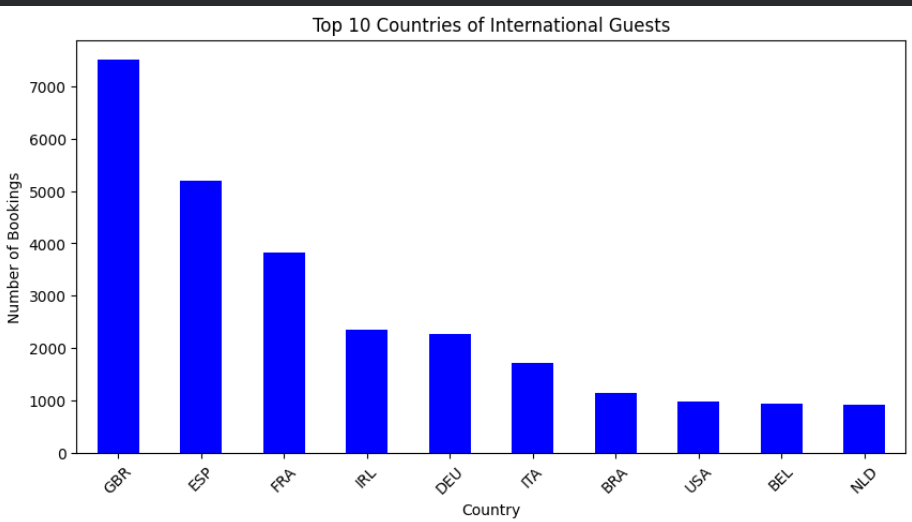 Top 10 Countries of International Guests
Number of Bookings
7000
6000
5000
4000
3000
2000
1000
0
GBR ESP FRA IRL DEU ITA BRA USA BEL NLD
Country